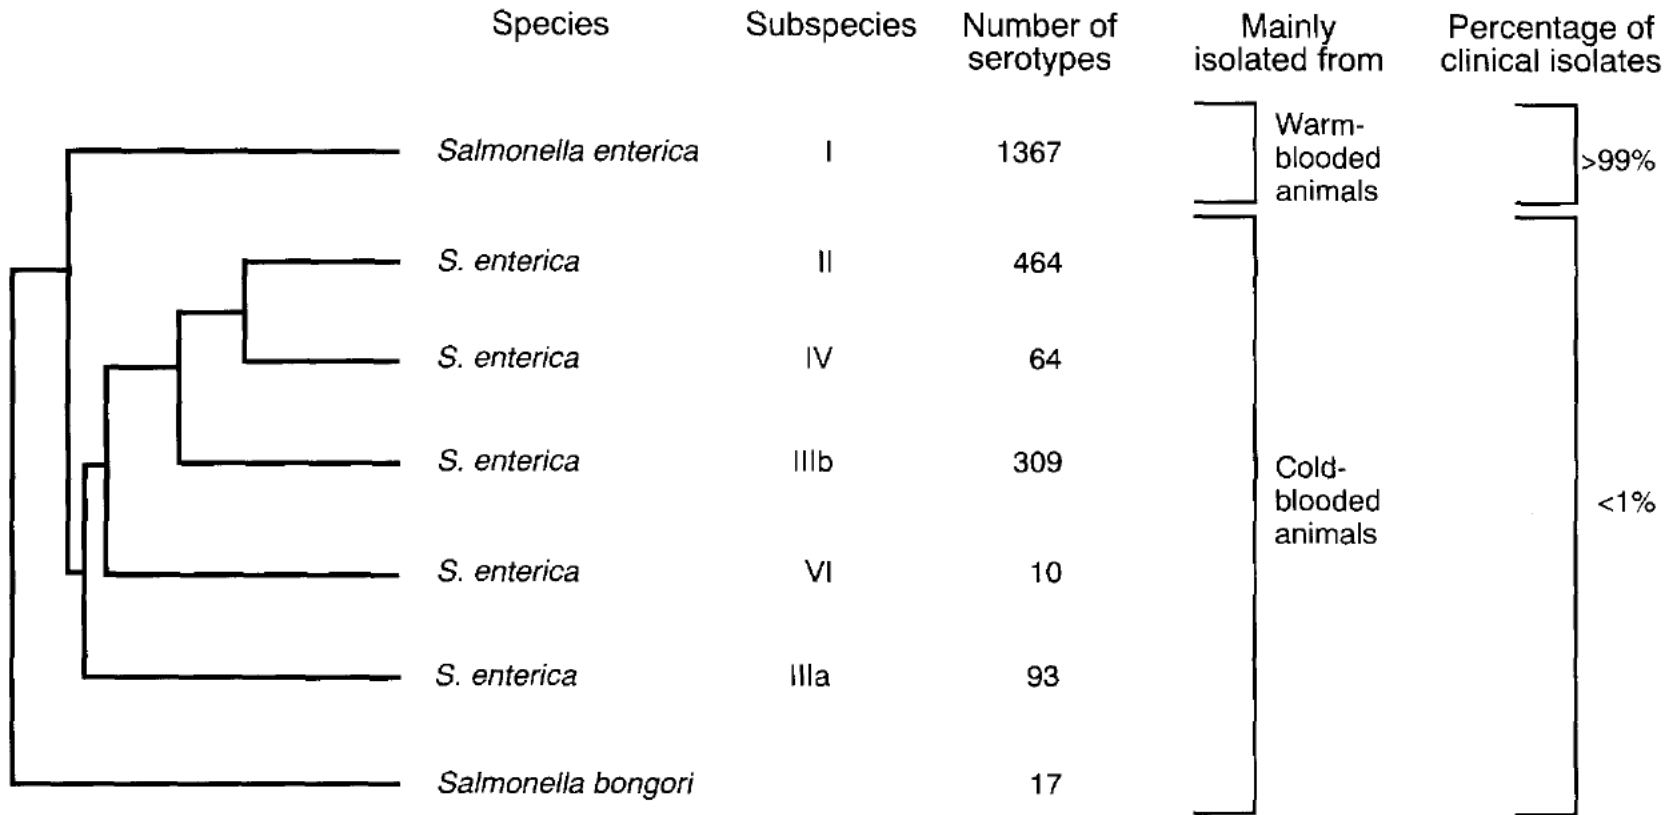 Species Subspecies Number of serotypes Mainly isolated from Percentage of clinical isolates
Salmonella enterica I 1367 Warm-blooded animals >99%
S. enterica II 464
S. enterica IV 64
S. enterica IIIb 309 Cold-blooded animals <1%
S. enterica VI 10
S. enterica IIIa 93
Salmonella bongori 17